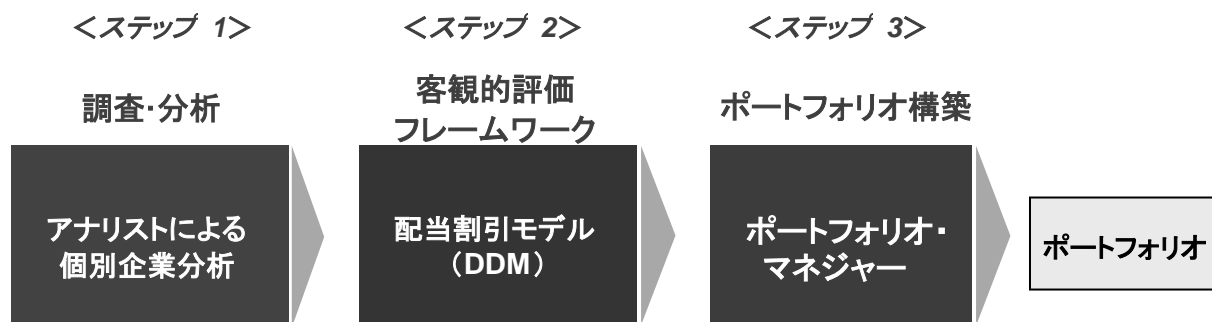 ＜ステップ 1＞
＜ステップ 2＞
＜ステップ 3＞
調査・分析
客観的評価
フレームワーク
ポートフォリオ構築
アナリストによる
個別企業分析
配当割引モデル
（DDM）
ポートフォリオ・
マネジャー
ポートフォリオ